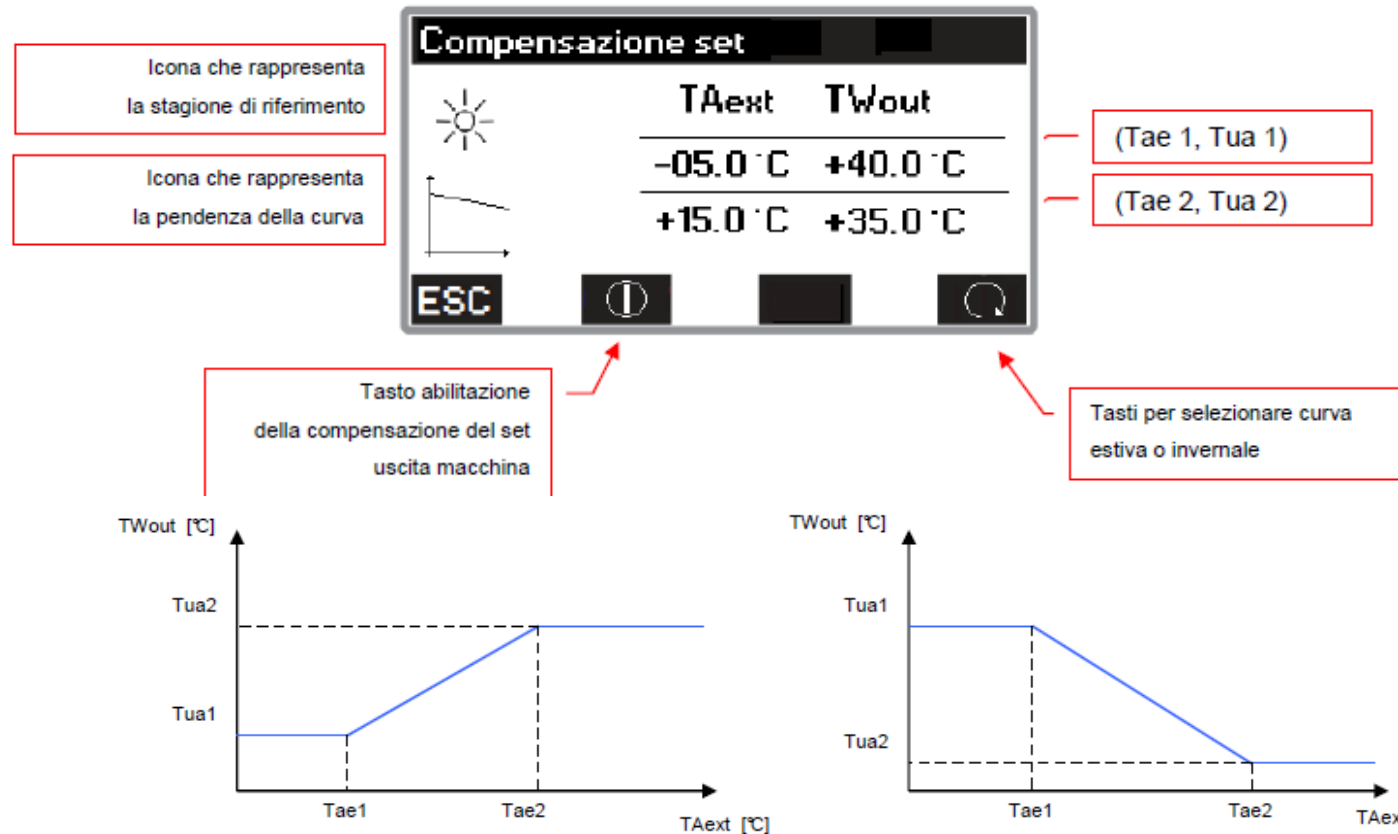 Compensazione set
Icona che rappresenta
la stagione di riferimento
TAext TWout
(Tae 1, Tua 1)
-05.0 °C +40.0 °C
Icona che rappresenta
la pendenza della curva
(Tae 2, Tua 2)
+15.0 °C +35.0 °C
ESC
Tasto abilitazione
della compensazione del set
uscita macchina
Tasti per selezionare curva
estiva o invernale
TWout [°C]
Tua2
Tua1
Tae1
Tae2
TAext [°C]
TWout [°C]
Tua1
Tua2
Tae1
Tae2
TAex